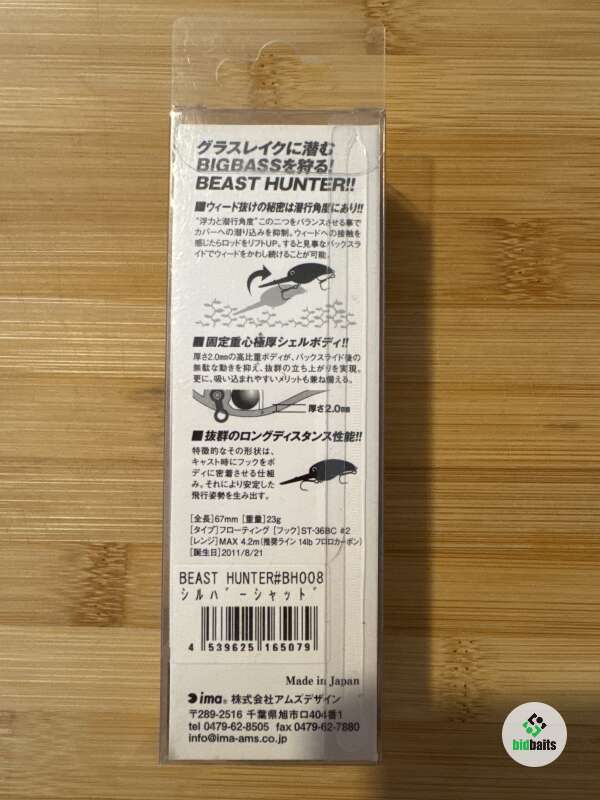 グラスレイクに潜む
BIGBASSを狩る!
BEAST HUNTER!!
■ウィード抜けの秘密は潜行角度にあり!!
"浮力と潜行角度"この二つをバランスさせる事で
カバーへの潜り込みを抑制。ウィードへの接触を
感じたらロッドをリフトUP。すると見事なバックスラ
イドでウィードをかわし続けることが可能。
■固定重心極厚シェルボディ!!
厚さ2.0mmの高比重ボディが、バックスライド後の
無駄な動きを抑え、抜群の立ち上がりを実現。
更に、吸い込まれやすいメリットも兼ね備える。
厚さ2.0mm
■抜群のロングディスタンス性能!!
特徴的なその形状は、
キャスト時にフックをボ
ディに密着させる仕組
み。それにより安定した
飛行姿勢を生み出す。
[全長]67mm [重量]23g
[タイプ]フローティング [フック]ST-36BC #2
[レンジ]MAX 4.2m(推奨ライン 14lb フロロカーボン)
[誕生日]2011/8/21
BEAST HUNTER#BH008
シルバーシャッド
4 539625 165079
Made in Japan
ima® 株式会社アムズデザイン
〒289-2516 千葉県旭市ロ404番1
tel 0479-62-8505 fax 0479-62-7880
info@ima-ams.co.jp
bidbaits